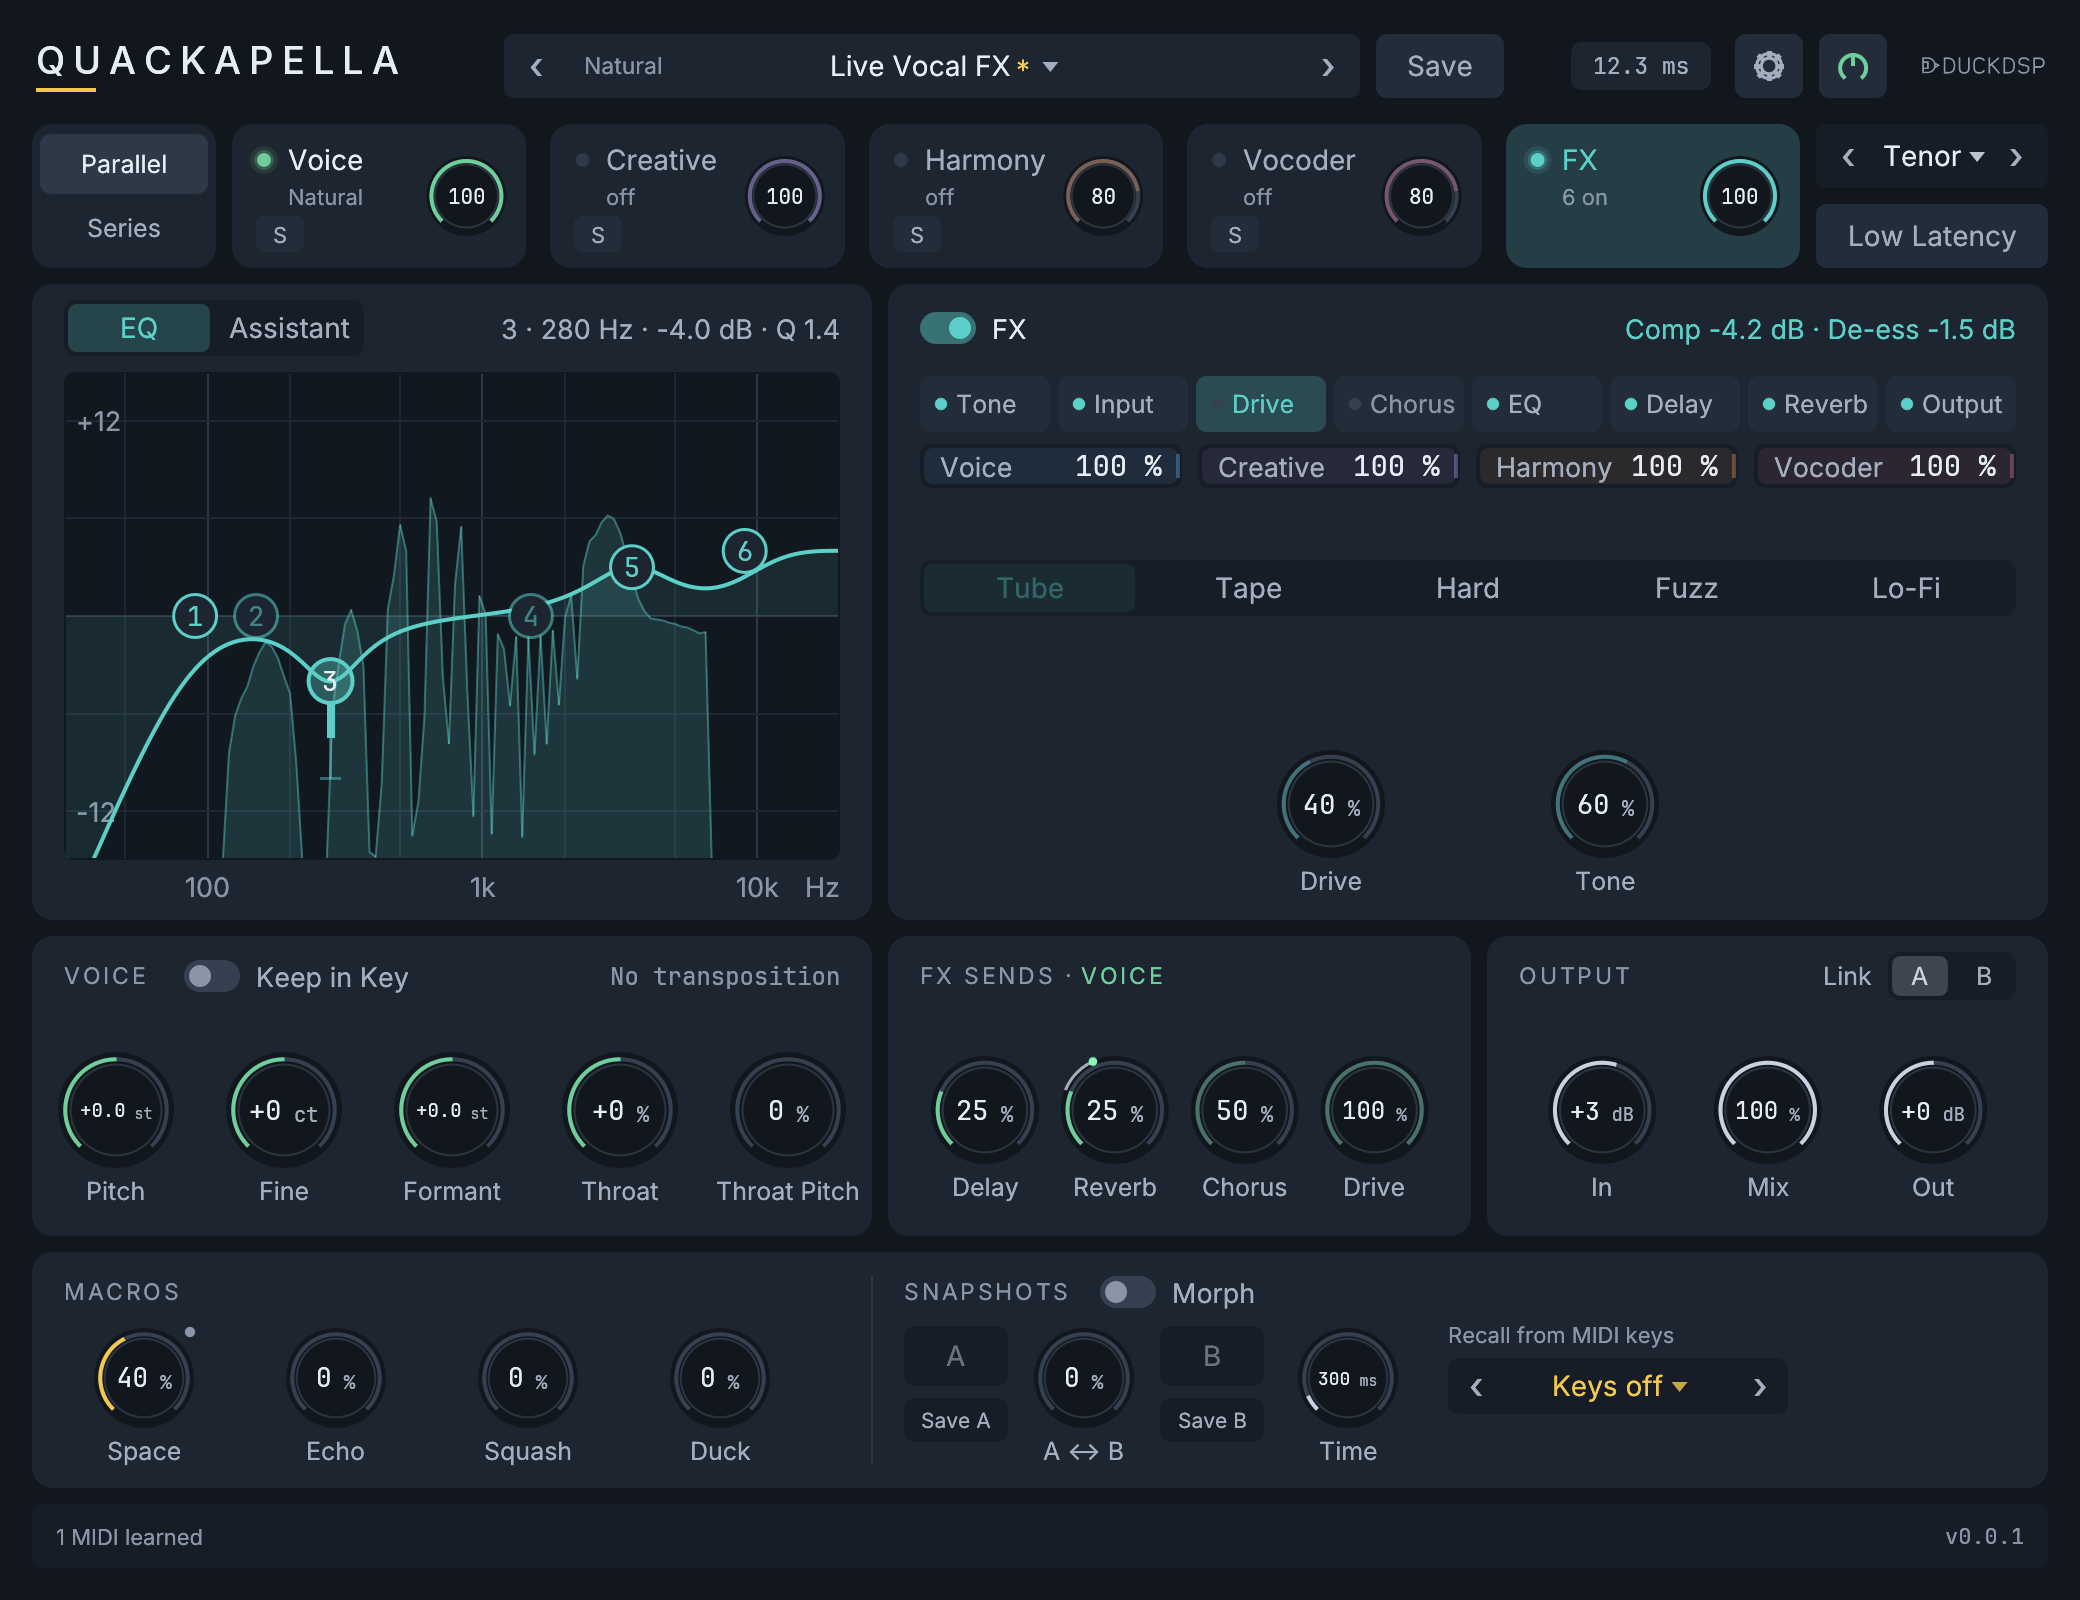 QUACKAPELLA
‹ Natural Live Vocal FX* ›
Save
12.3 ms
DUCKDSP
Parallel
Series
Voice
Natural
S
100
Creative
off
S
100
Harmony
off
S
80
Vocoder
off
S
80
FX
6 on
100
‹ Tenor ›
Low Latency
EQ Assistant 3 · 280 Hz · -4.0 dB · Q 1.4
+12
-12
1 2 3 4 5 6
100 1k 10k Hz
FX Comp -4.2 dB · De-ess -1.5 dB
Tone Input Drive Chorus EQ Delay Reverb Output
Voice 100 % Creative 100 % Harmony 100 % Vocoder 100 %
Tube Tape Hard Fuzz Lo-Fi
40 % 60 %
Drive Tone
VOICE Keep in Key No transposition
+0.0 st +0 ct +0.0 st +0 % 0 %
Pitch Fine Formant Throat Throat Pitch
FX SENDS · VOICE
25 % 25 % 50 % 100 %
Delay Reverb Chorus Drive
OUTPUT Link A B
+3 dB 100 % +0 dB
In Mix Out
MACROS
40 % 0 % 0 % 0 %
Space Echo Squash Duck
SNAPSHOTS Morph
A 0 % B 300 ms
Save A Save B
A ↔ B Time
Recall from MIDI keys
‹ Keys off ›
1 MIDI learned v0.0.1